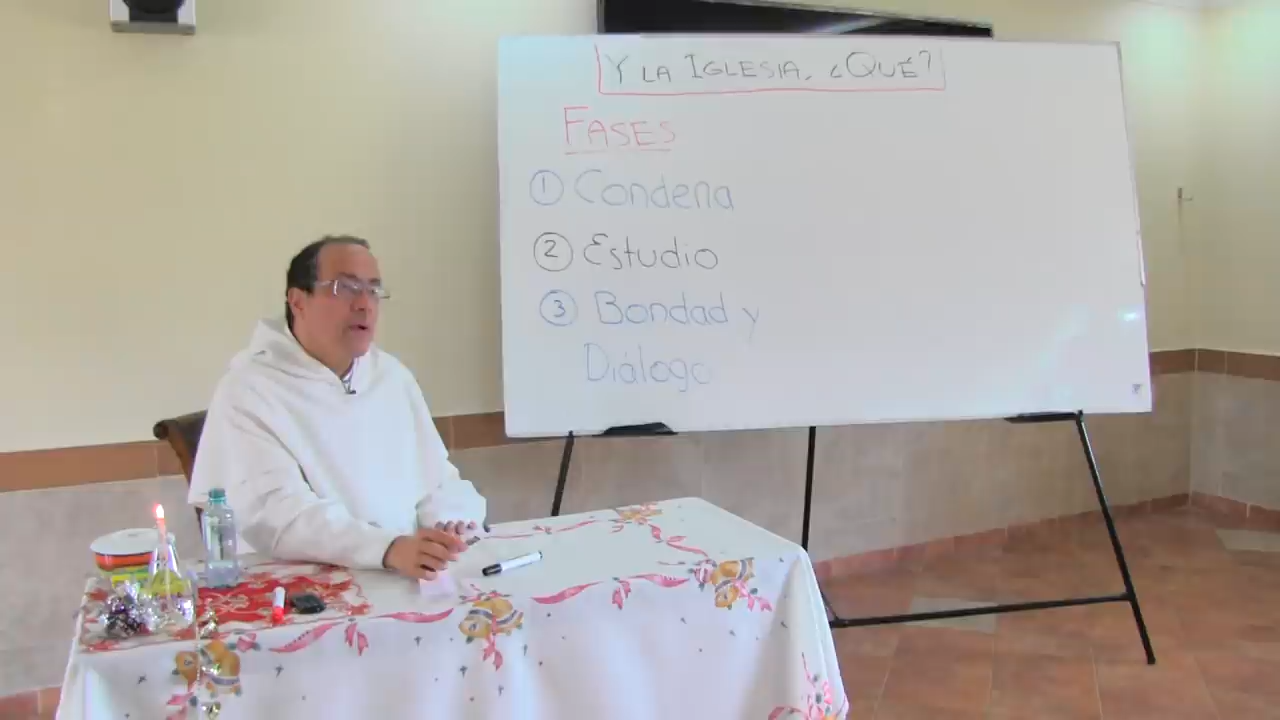 Y LA IGLESIA, ¿QUÉ?
FASES
① Condena
② Estudio
③ Bondad y
Diálogo